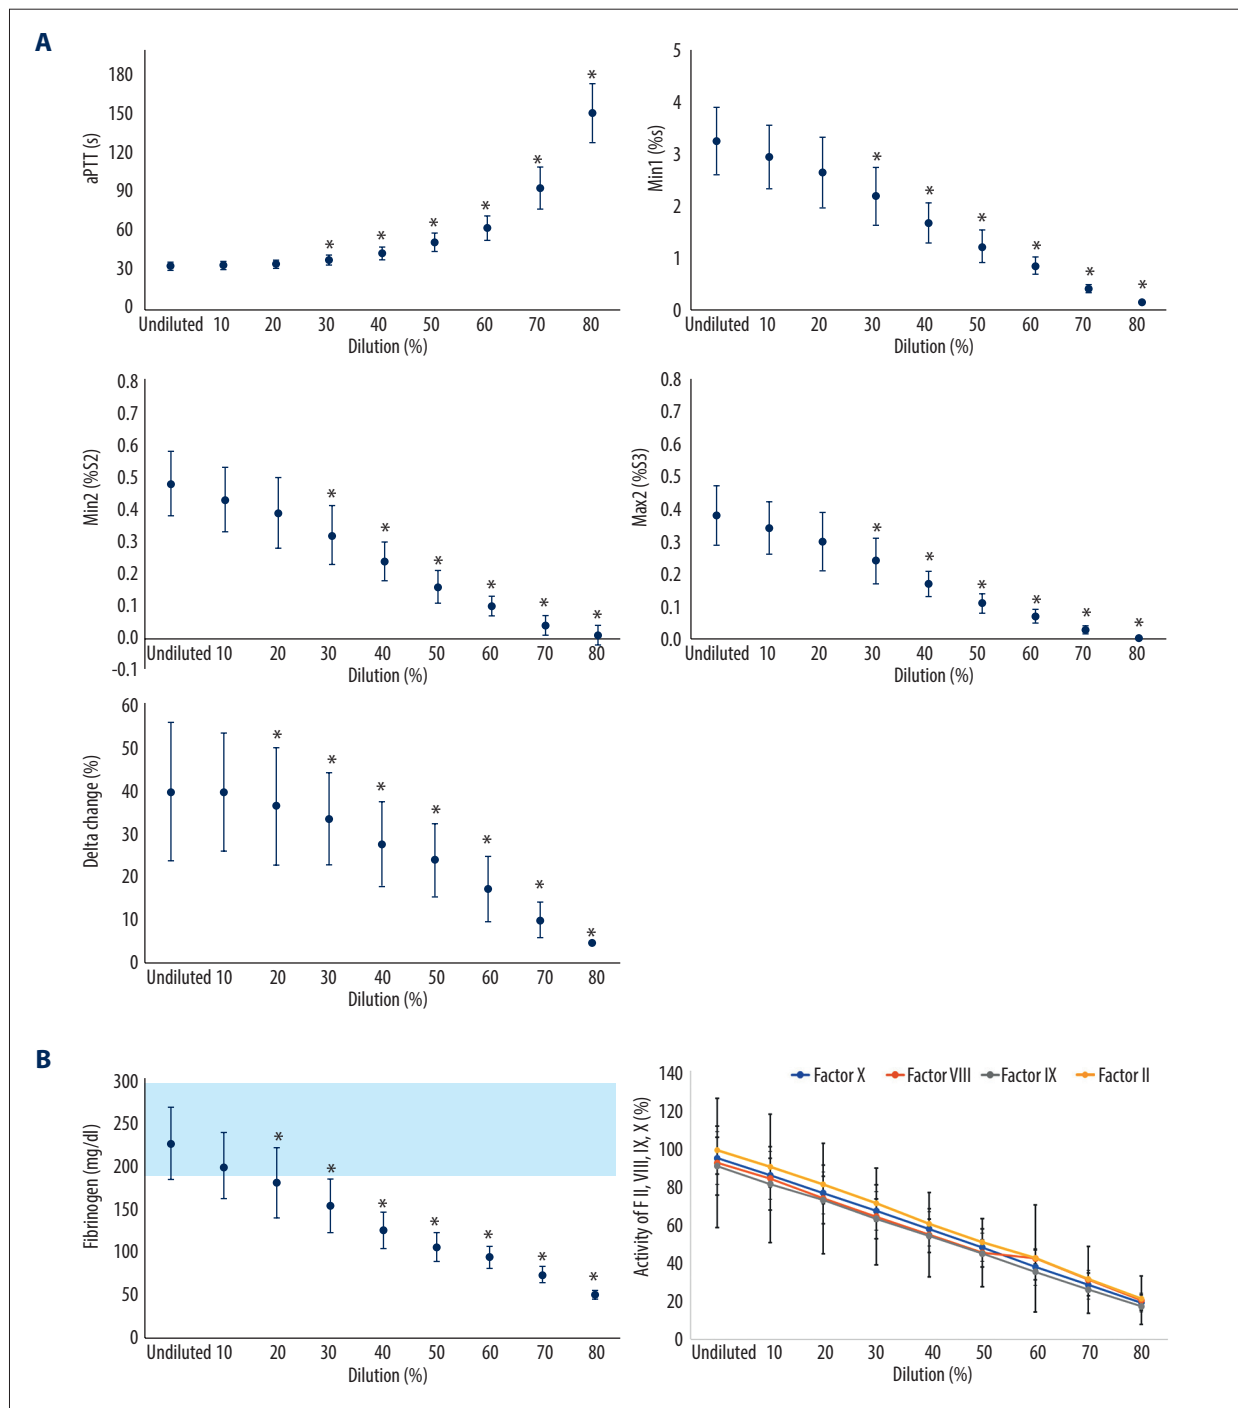 A
aPTT (s)
180
150
120
90
60
30
0
* * * * * *
Undiluted 10 20 30 40 50 60 70 80
Dilution (%)
Min1 (%s)
5
4
3
2
1
0
* * * * * *
Undiluted 10 20 30 40 50 60 70 80
Dilution (%)
Min2 (%S2)
0.8
0.7
0.6
0.5
0.4
0.3
0.2
0.1
0.0
-0.1
* * * * * *
Undiluted 10 20 30 40 50 60 70 80
Dilution (%)
Max2 (%S3)
0.8
0.7
0.6
0.5
0.4
0.3
0.2
0.1
0.0
* * * * * *
Undiluted 10 20 30 40 50 60 70 80
Dilution (%)
Delta change (%)
60
50
40
30
20
10
0
* * * * * * *
Undiluted 10 20 30 40 50 60 70 80
Dilution (%)
B
Fibrinogen (mg/dl)
300
250
200
150
100
50
0
* * * * * * *
Undiluted 10 20 30 40 50 60 70 80
Dilution (%)
Activity of F II, VIII, IX, X (%)
140
120
100
80
60
40
20
0
Factor X Factor VIII Factor IX Factor II
Undiluted 10 20 30 40 50 60 70 80
Dilution (%)